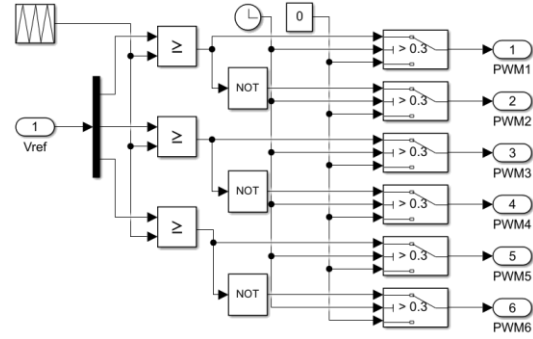 0
≥
> 0.3
1
PWM1
NOT
> 0.3
2
PWM2
1
Vref
≥
> 0.3
3
PWM3
NOT
> 0.3
4
PWM4
≥
> 0.3
5
PWM5
NOT
> 0.3
6
PWM6